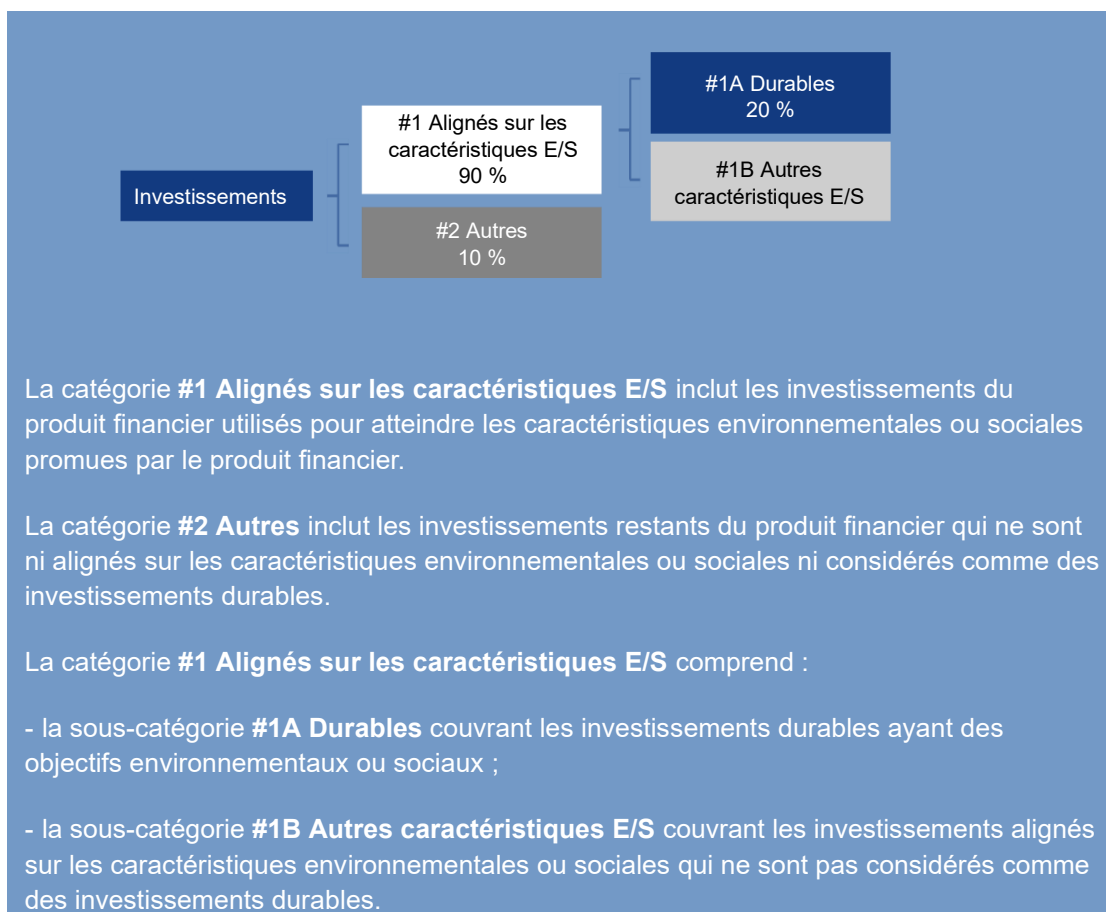 #1A Durables
20 %
#1 Alignés sur les
caractéristiques E/S
90 %
#1B Autres
caractéristiques E/S
Investissements
#2 Autres
10 %
La catégorie #1 Alignés sur les caractéristiques E/S inclut les investissements du
produit financier utilisés pour atteindre les caractéristiques environnementales ou sociales
promues par le produit financier.
La catégorie #2 Autres inclut les investissements restants du produit financier qui ne sont
ni alignés sur les caractéristiques environnementales ou sociales ni considérés comme des
investissements durables.
La catégorie #1 Alignés sur les caractéristiques E/S comprend :
- la sous-catégorie #1A Durables couvrant les investissements durables ayant des
objectifs environnementaux ou sociaux ;
- la sous-catégorie #1B Autres caractéristiques E/S couvrant les investissements alignés
sur les caractéristiques environnementales ou sociales qui ne sont pas considérés comme
des investissements durables.